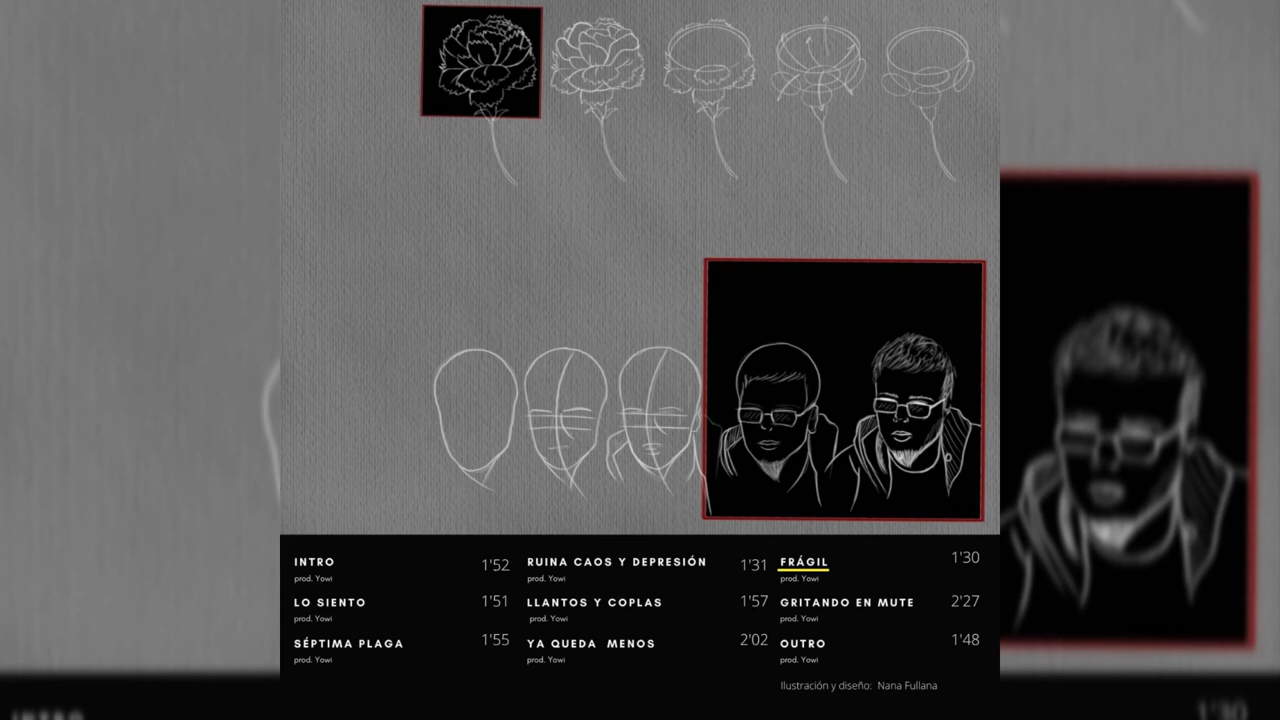 INTRO 1'52
prod. Yowi
LO SIENTO 1'51
prod. Yowi
SÉPTIMA PLAGA 1'55
prod. Yowi
RUINA CAOS Y DEPRESIÓN 1'31
prod. Yowi
LLANTOS Y COPLAS 1'57
prod. Yowi
YA QUEDA MENOS 2'02
prod. Yowi
FRÁGIL 1'30
prod. Yowi
GRITANDO EN MUTE 2'27
prod. Yowi
OUTRO 1'48
prod. Yowi
Ilustración y diseño: Nana Fullana
INTRO
1'30